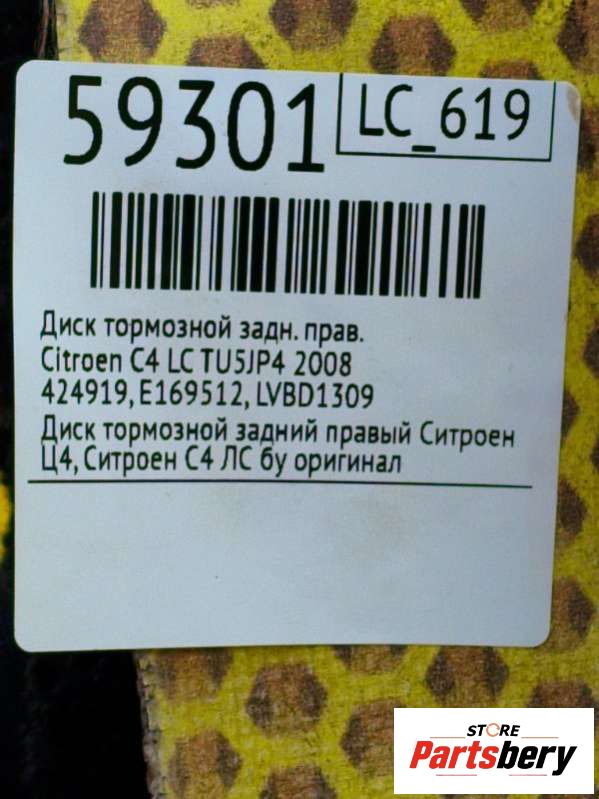 59301
LC_619
Диск тормозной задн. прав.
Citroen C4 LC TU5JP4 2008
424919, E169512, LVBD1309
Диск тормозной задний правый Ситроен
Ц4, Ситроен С4 ЛС бу оригинал
STORE
Partsbery